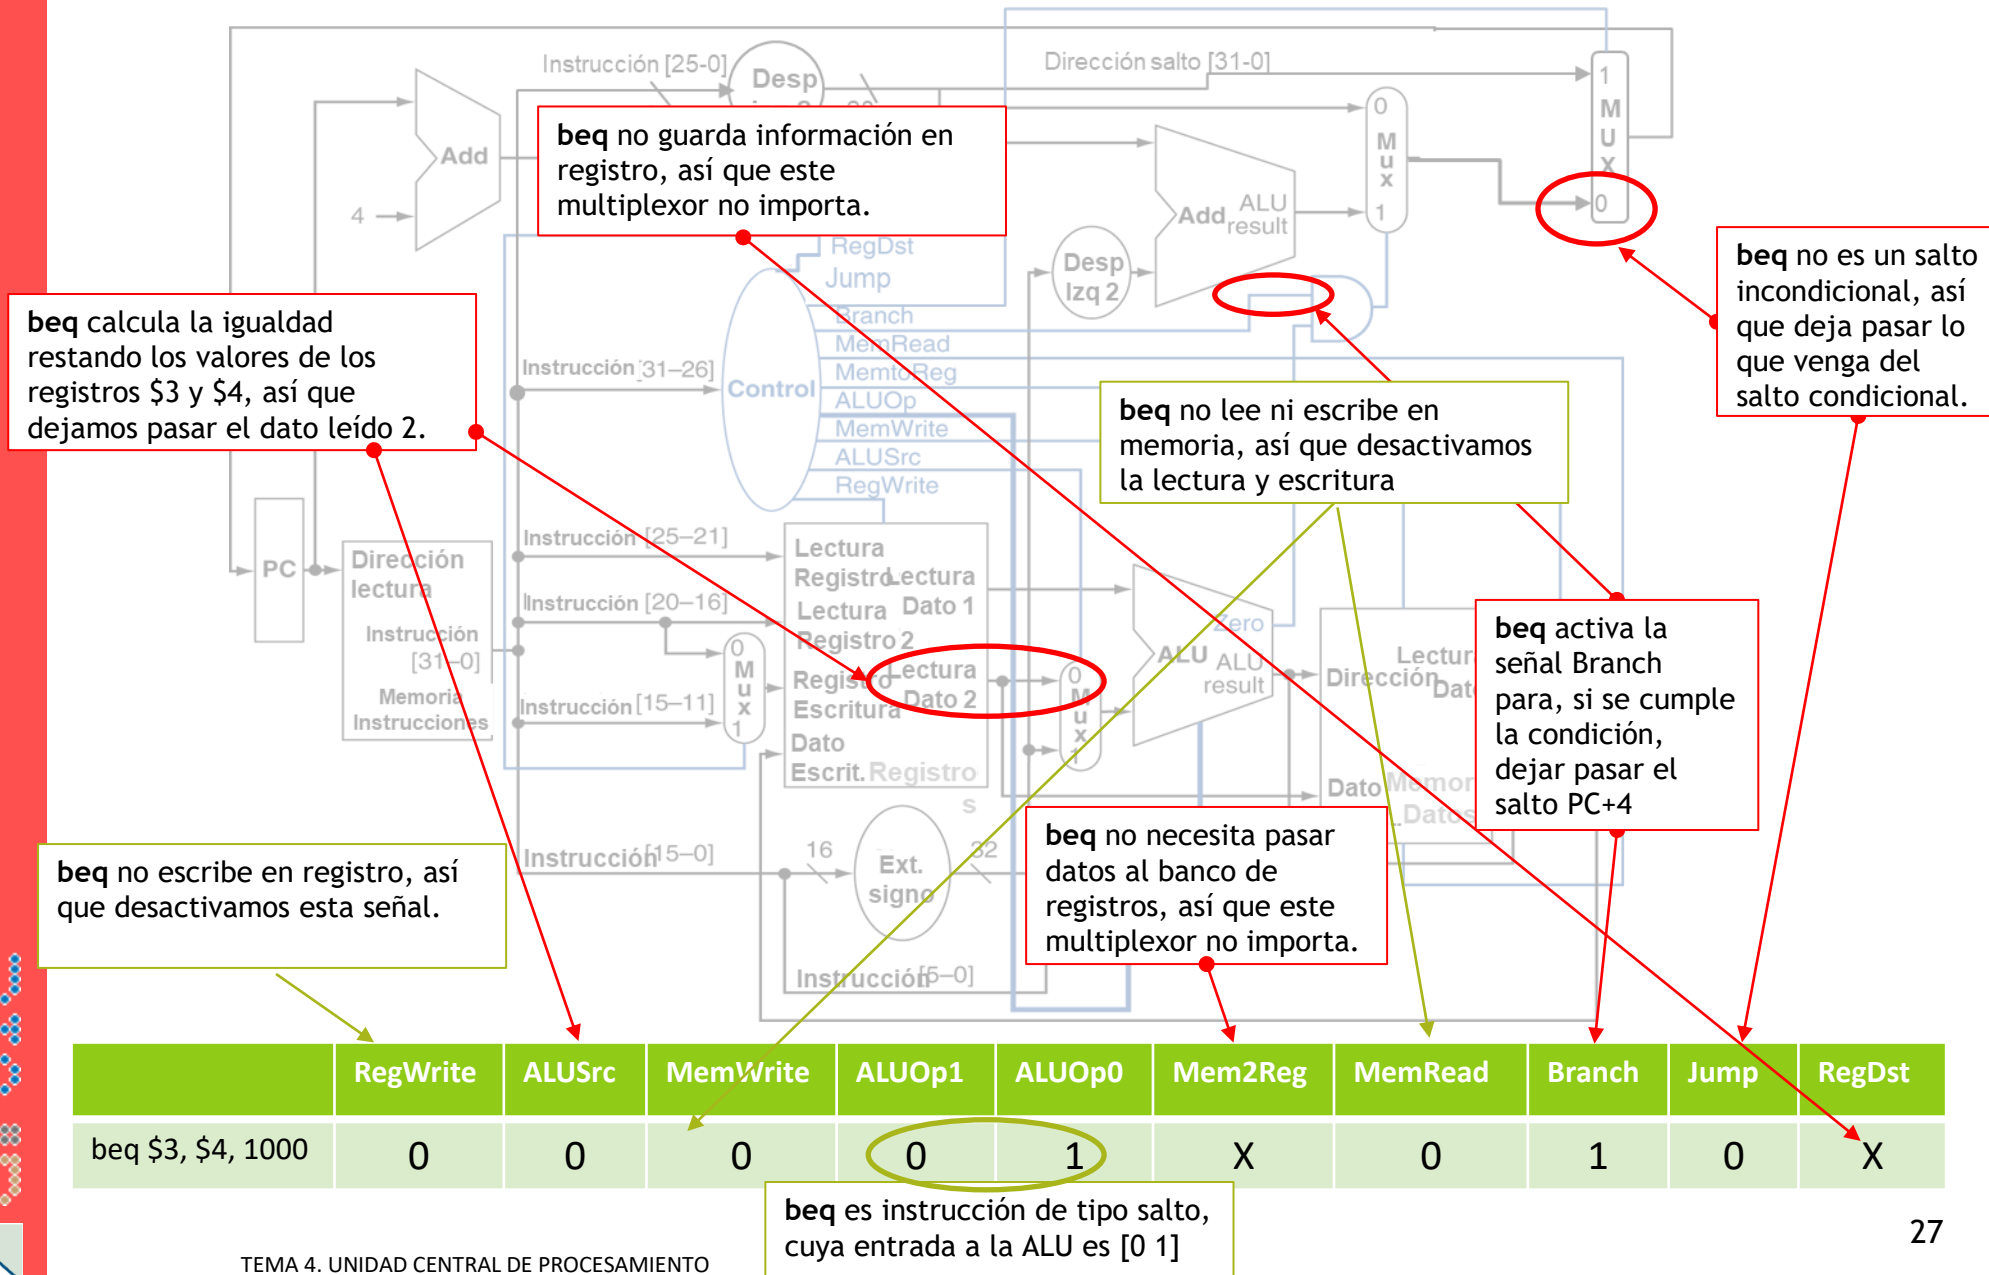 Instrucción [25-0]
Desp
Dirección salto [31-0]
1
M
U
X
0
0
M
u
x
1
Add
4
beq no guarda información en
registro, así que este
multiplexor no importa.
Add
ALU
result
Desp
Izq 2
RegDst
Jump
Branch
MemRead
MemtoReg
ALUOp
MemWrite
ALUSrc
RegWrite
Control
Instrucción [31–26]
beq no es un salto
incondicional, así
que deja pasar lo
que venga del
salto condicional.
beq calcula la igualdad
restando los valores de los
registros $3 y $4, así que
dejamos pasar el dato leído 2.
beq no lee ni escribe en
memoria, así que desactivamos
la lectura y escritura
PC
Dirección
lectura
Instrucción
[31–0]
Memoria
Instrucciones
Instrucción [25–21]
Instrucción [20–16]
Instrucción [15–11]
0
M
u
x
1
Lectura
Registro
Lectura
Registro 2
Registro
Escritura
Dato
Escrit.
Lectura
Dato 1
Lectura
Dato 2
Registro
s
0
M
u
x
1
Zero
ALU
ALU
result
Dirección
Dato
Datos
beq activa la
señal Branch
para, si se cumple
la condición,
dejar pasar el
salto PC+4
beq no necesita pasar
datos al banco de
registros, así que este
multiplexor no importa.
beq no escribe en registro, así
que desactivamos esta señal.
Instrucción 15–0]
16
Ext.
signo
32
Instrucción 5–0]
RegWrite ALUSrc MemWrite ALUOp1 ALUOp0 Mem2Reg MemRead Branch Jump RegDst
beq $3, $4, 1000 0 0 0 0 1 X 0 1 0 X
beq es instrucción de tipo salto,
cuya entrada a la ALU es [0 1]
27
TEMA 4. UNIDAD CENTRAL DE PROCESAMIENTO